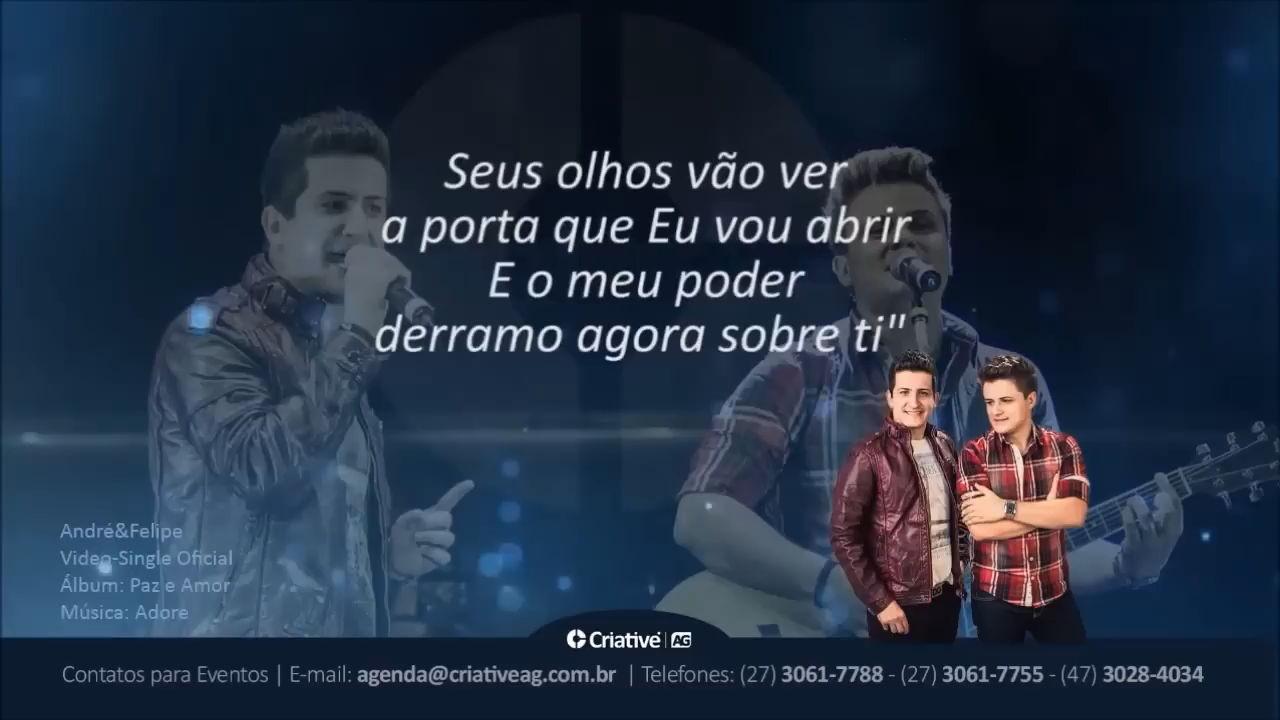 Seus olhos vão ver
a porta que Eu vou abrir
E o meu poder
derramo agora sobre ti"
André&Felipe
Video-Single Oficial
Álbum: Paz e Amor
Música: Adore
Criative AG
Contatos para Eventos | E-mail: agenda@criativeag.com.br | Telefones: (27) 3061-7788 - (27) 3061-7755 - (47) 3028-4034